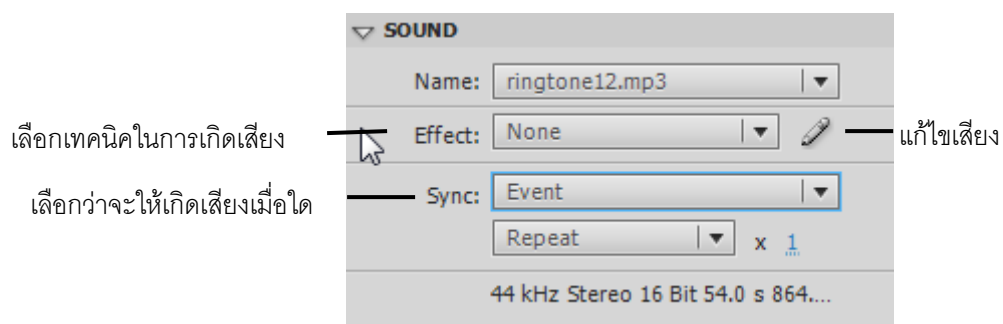 SOUND
Name: ringtone12.mp3
เลือกเทคนิคในการเกิดเสียง Effect: None แก้ไขเสียง
เลือกว่าจะให้เกิดเสียงเมื่อใด Sync: Event
Repeat x 1
44 kHz Stereo 16 Bit 54.0 s 864....